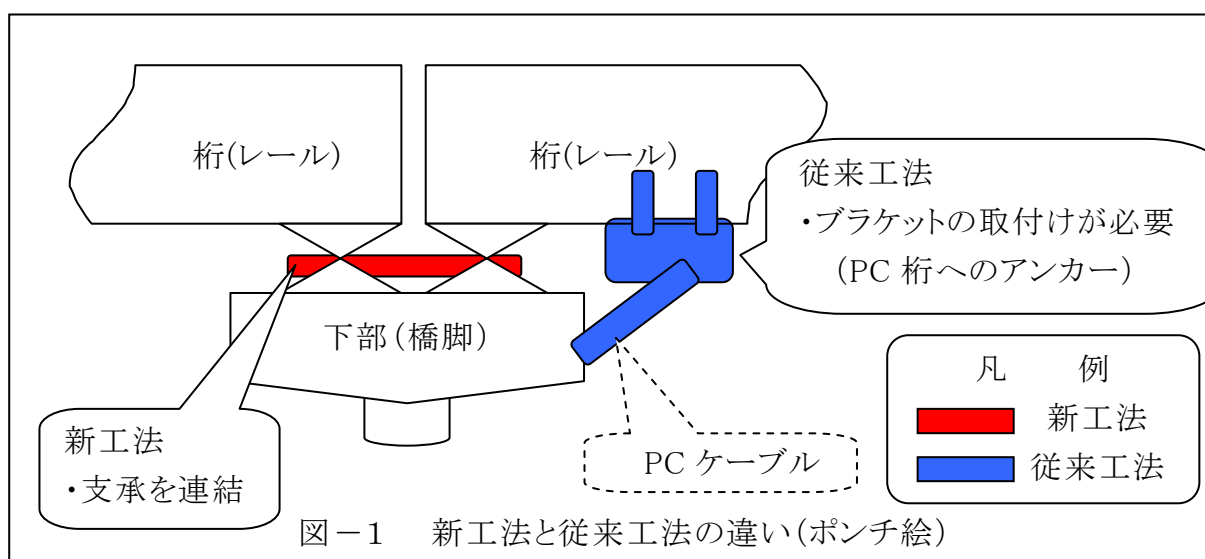 桁(レール)
桁(レール)
従来工法
・ブラケットの取付けが必要
(PC 桁へのアンカー)
下部(橋脚)
凡　例
新工法
従来工法
新工法
・支承を連結
PC ケーブル
図－1　新工法と従来工法の違い(ポンチ絵)